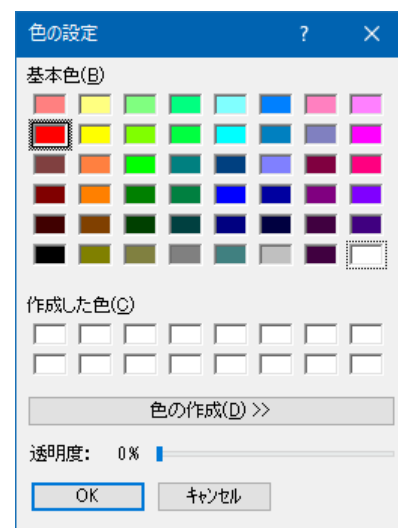 色の設定 ? ×
基本色(B)
作成した色(C)
色の作成(D) >>
透明度: 0%
OK キャンセル